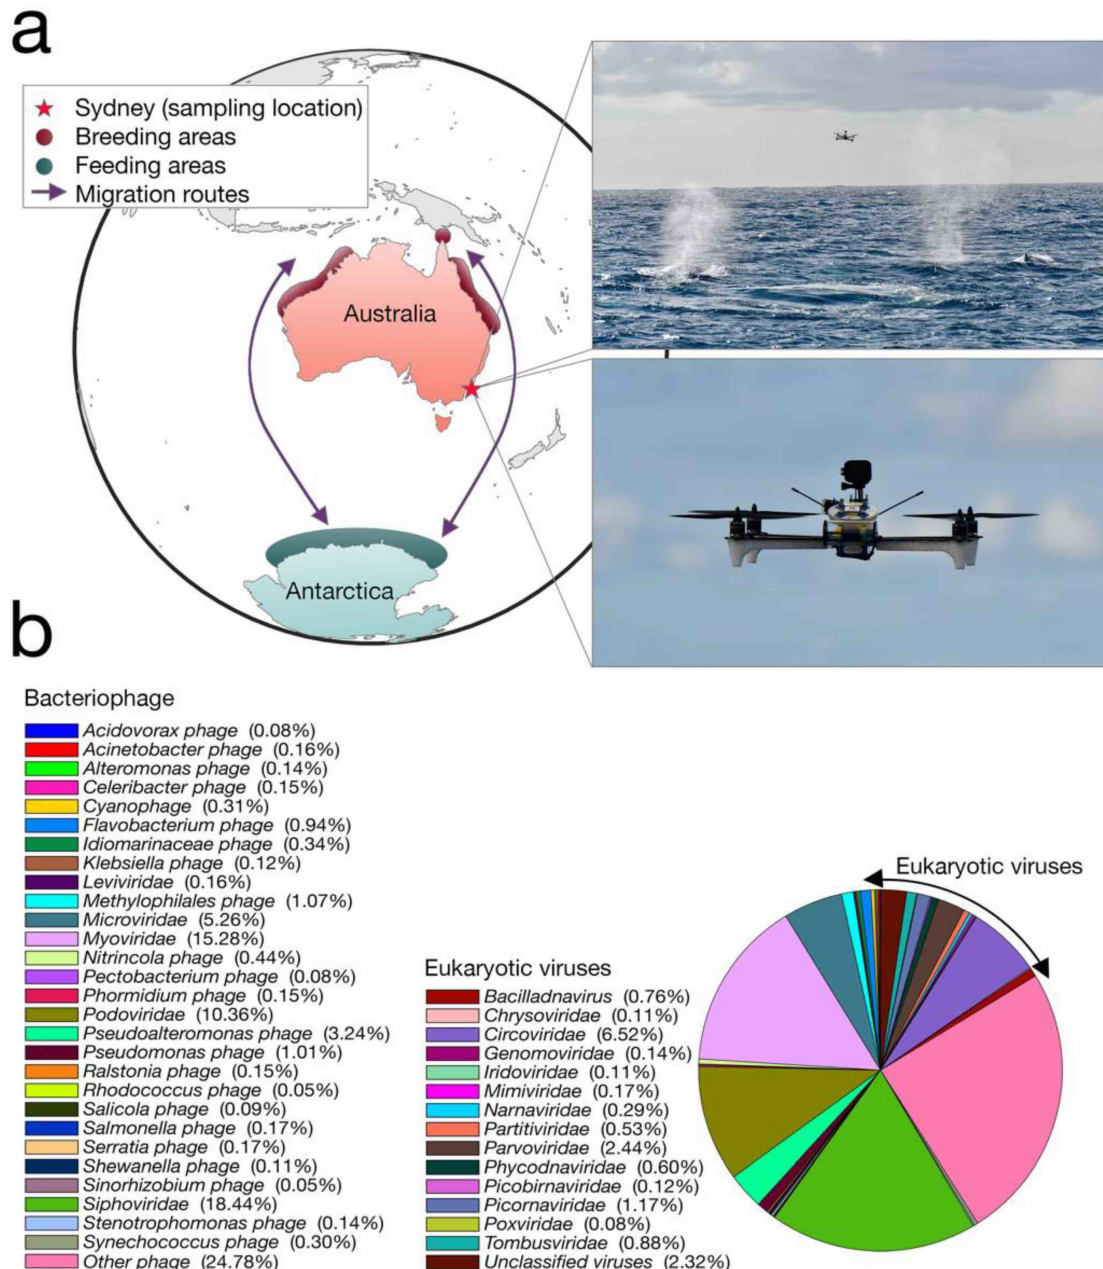 a
Sydney (sampling location)
Breeding areas
Feeding areas
Migration routes
Australia
Antarctica
b
Bacteriophage
Acidovorax phage (0.08%)
Acinetobacter phage (0.16%)
Alteromonas phage (0.14%)
Celeribacter phage (0.15%)
Cyanophage (0.31%)
Flavobacterium phage (0.94%)
Idiomarinaceae phage (0.34%)
Klebsiella phage (0.12%)
Leviviridae (0.16%)
Methylophilales phage (1.07%)
Microviridae (5.26%)
Myoviridae (15.28%)
Nitrincola phage (0.44%)
Pectobacterium phage (0.08%)
Phormidium phage (0.15%)
Podoviridae (10.36%)
Pseudoalteromonas phage (3.24%)
Pseudomonas phage (1.01%)
Ralstonia phage (0.15%)
Rhodococcus phage (0.05%)
Salicola phage (0.09%)
Salmonella phage (0.17%)
Serratia phage (0.17%)
Shewanella phage (0.11%)
Sinorhizobium phage (0.05%)
Siphoviridae (18.44%)
Stenotrophomonas phage (0.14%)
Synechococcus phage (0.30%)
Other phage (24.78%)
Eukaryotic viruses
Bacilladnavirus (0.76%)
Chrysoviridae (0.11%)
Circoviridae (6.52%)
Genomoviridae (0.14%)
Iridoviridae (0.11%)
Mimiviridae (0.17%)
Narnaviridae (0.29%)
Partitiviridae (0.53%)
Parvoviridae (2.44%)
Phycodnaviridae (0.60%)
Picobirnaviridae (0.12%)
Picornaviridae (1.17%)
Poxviridae (0.08%)
Tombusviridae (0.88%)
Unclassified viruses (2.32%)
Eukaryotic viruses